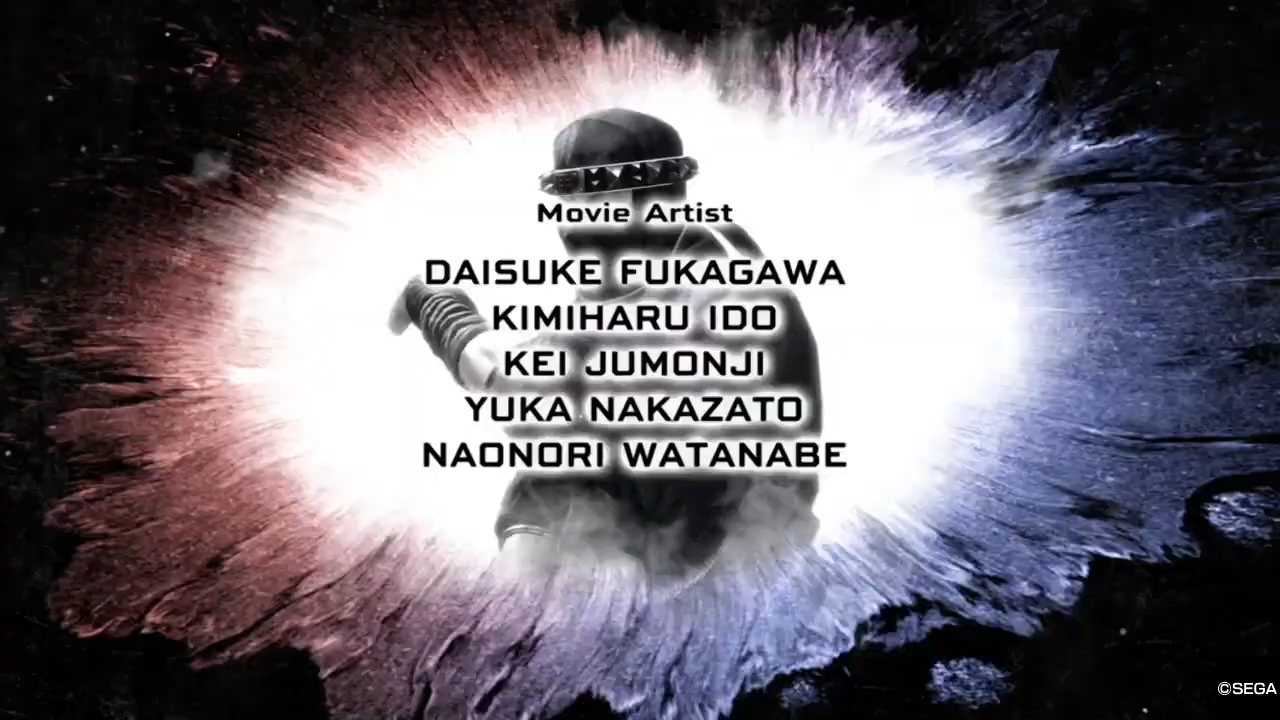 Movie Artist
DAISUKE FUKAGAWA
KIMIHARU IDO
KEI JUMONJI
YUKA NAKAZATO
NAONORI WATANABE
©SEGA